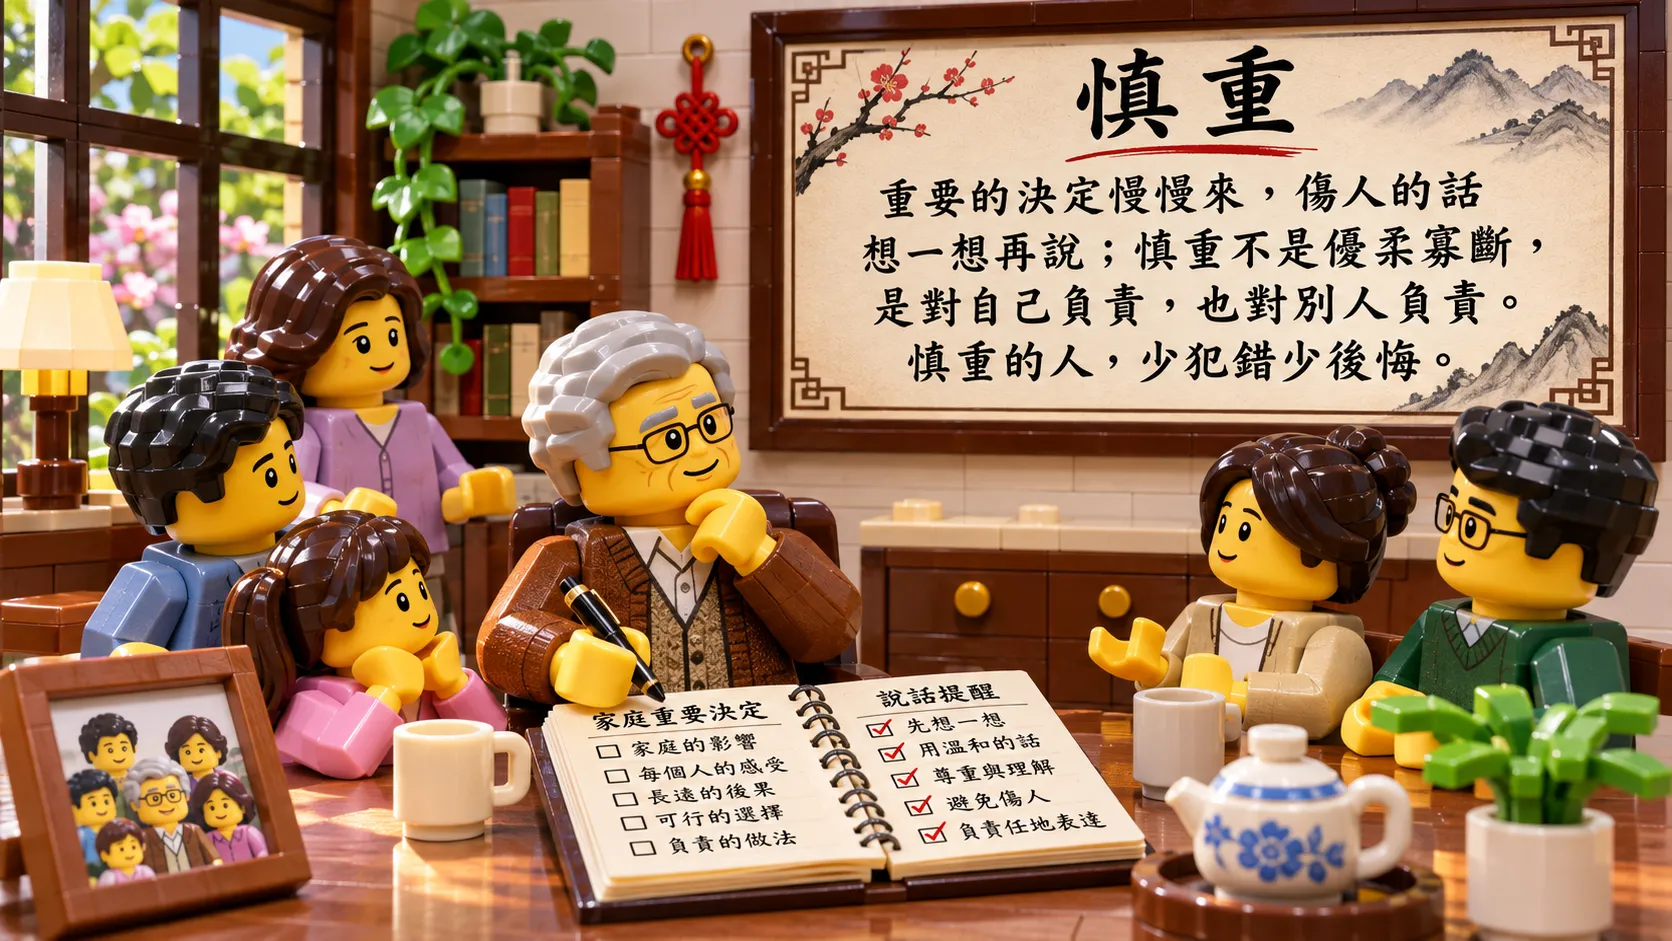 慎重
重要的決定慢慢來，傷人的話
想一想再說；慎重不是優柔寡斷，
是對自己負責，也對別人負責。
慎重的人，少犯錯少後悔。
家庭重要決定
家庭的影響
每個人的感受
長遠的後果
可行的選擇
負責的做法
說話提醒
先想一想
用溫和的話
尊重與理解
避免傷人
負責任地表達